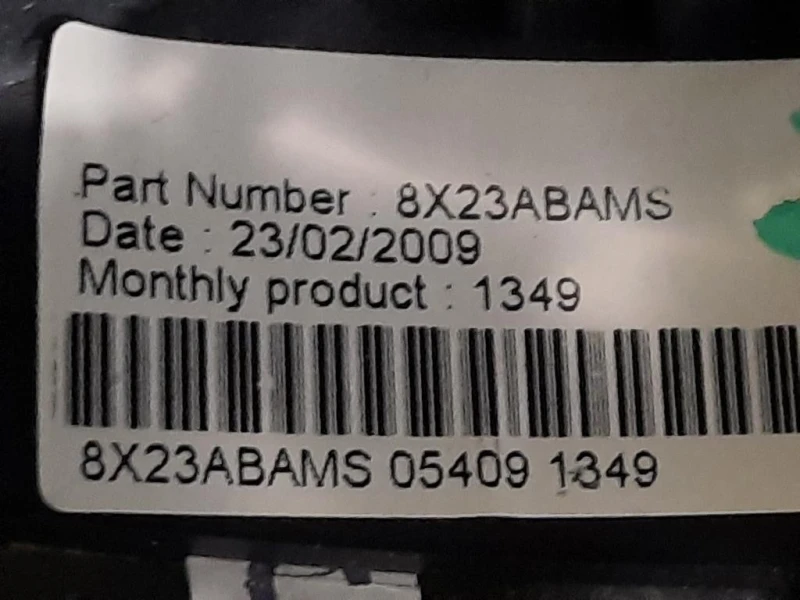 Part Number : 8X23ABAMS
Date : 23/02/2009
Monthly product : 1349
8X23ABAMS 05409 1349